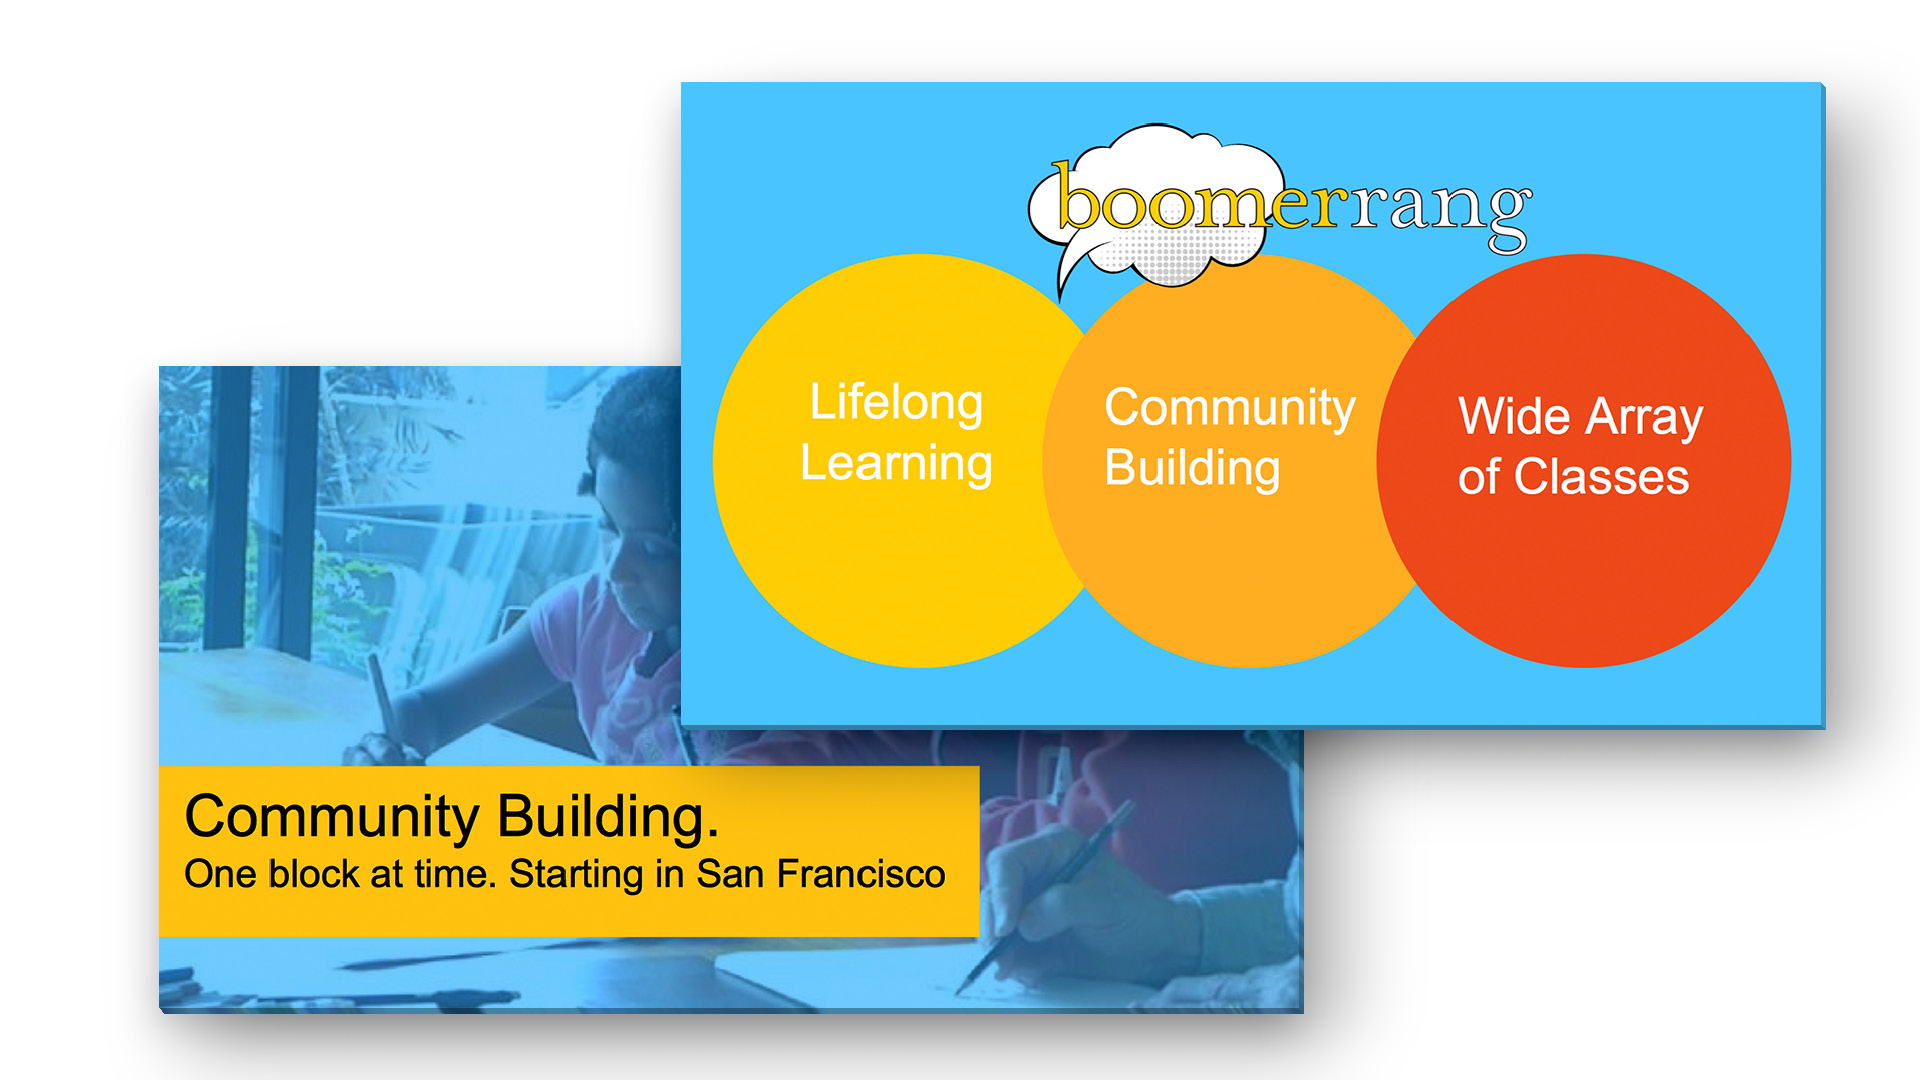 boomerrang
Lifelong
Learning
Community
Building
Wide Array
of Classes
Community Building.
One block at time. Starting in San Francisco